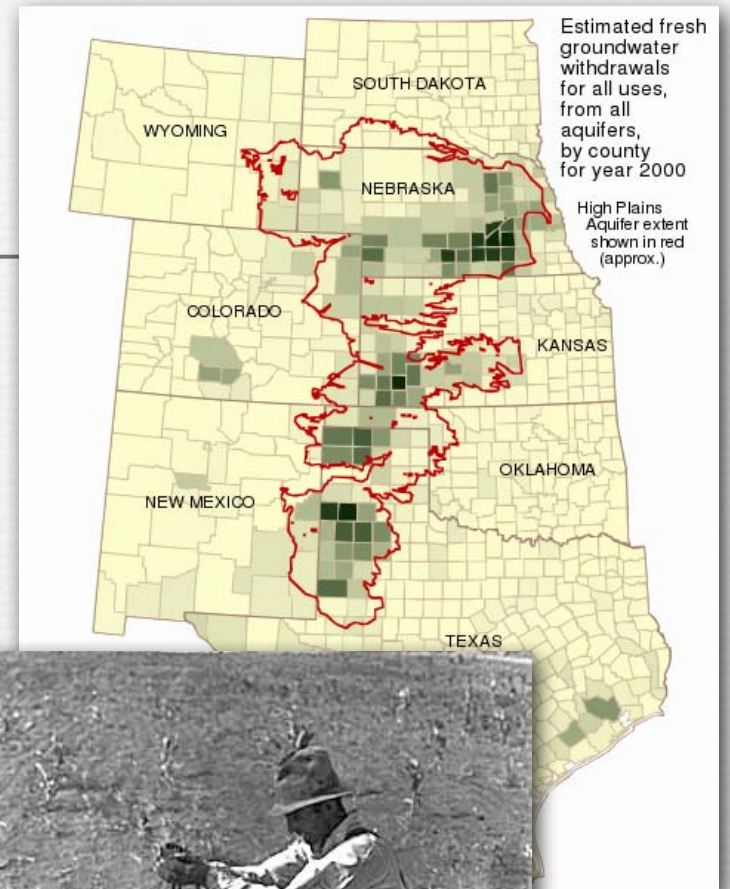 Estimated fresh
groundwater
withdrawals
for all uses,
from all
aquifers,
by county
for year 2000
High Plains
Aquifer extent
shown in red
(approx.)
SOUTH DAKOTA
WYOMING
NEBRASKA
COLORADO
KANSAS
OKLAHOMA
NEW MEXICO
TEXAS